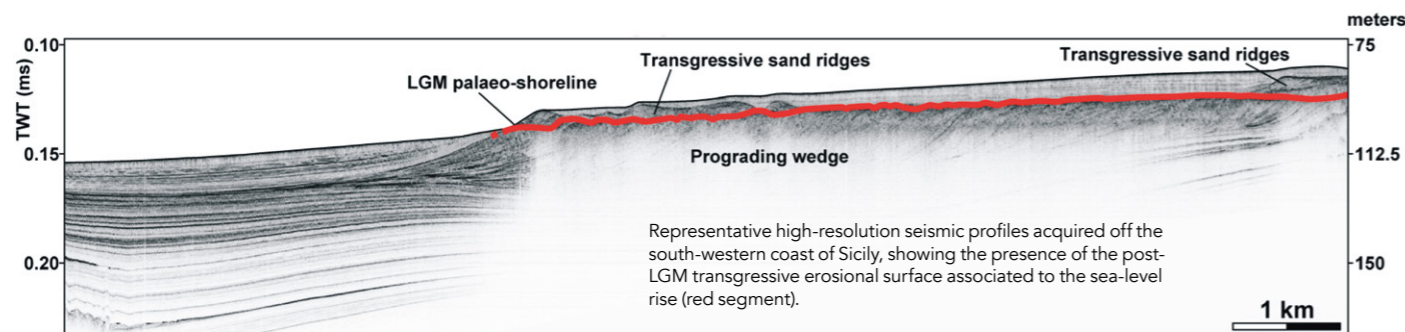 meters
0.10
75
Transgressive sand ridges
Transgressive sand ridges
LGM palaeo-shoreline
TWT (ms)
0.15
112.5
Prograding wedge
Representative high-resolution seismic profiles acquired off the
south-western coast of Sicily, showing the presence of the post-
LGM transgressive erosional surface associated to the sea-level
rise (red segment).
0.20
150
1 km